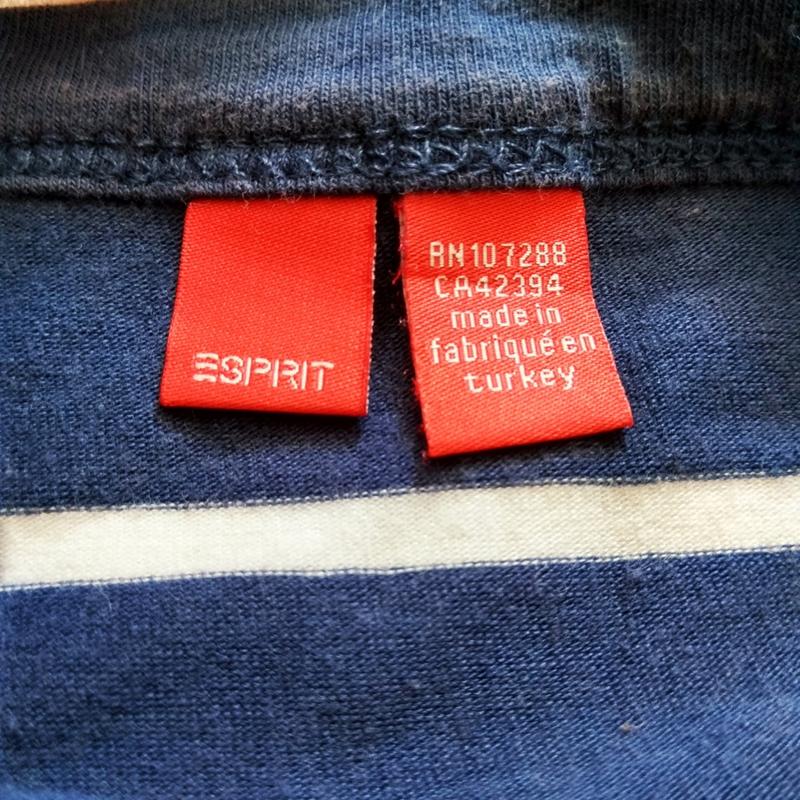 ESPRIT
RN107288
CA42394
made in
fabriqué en
turkey